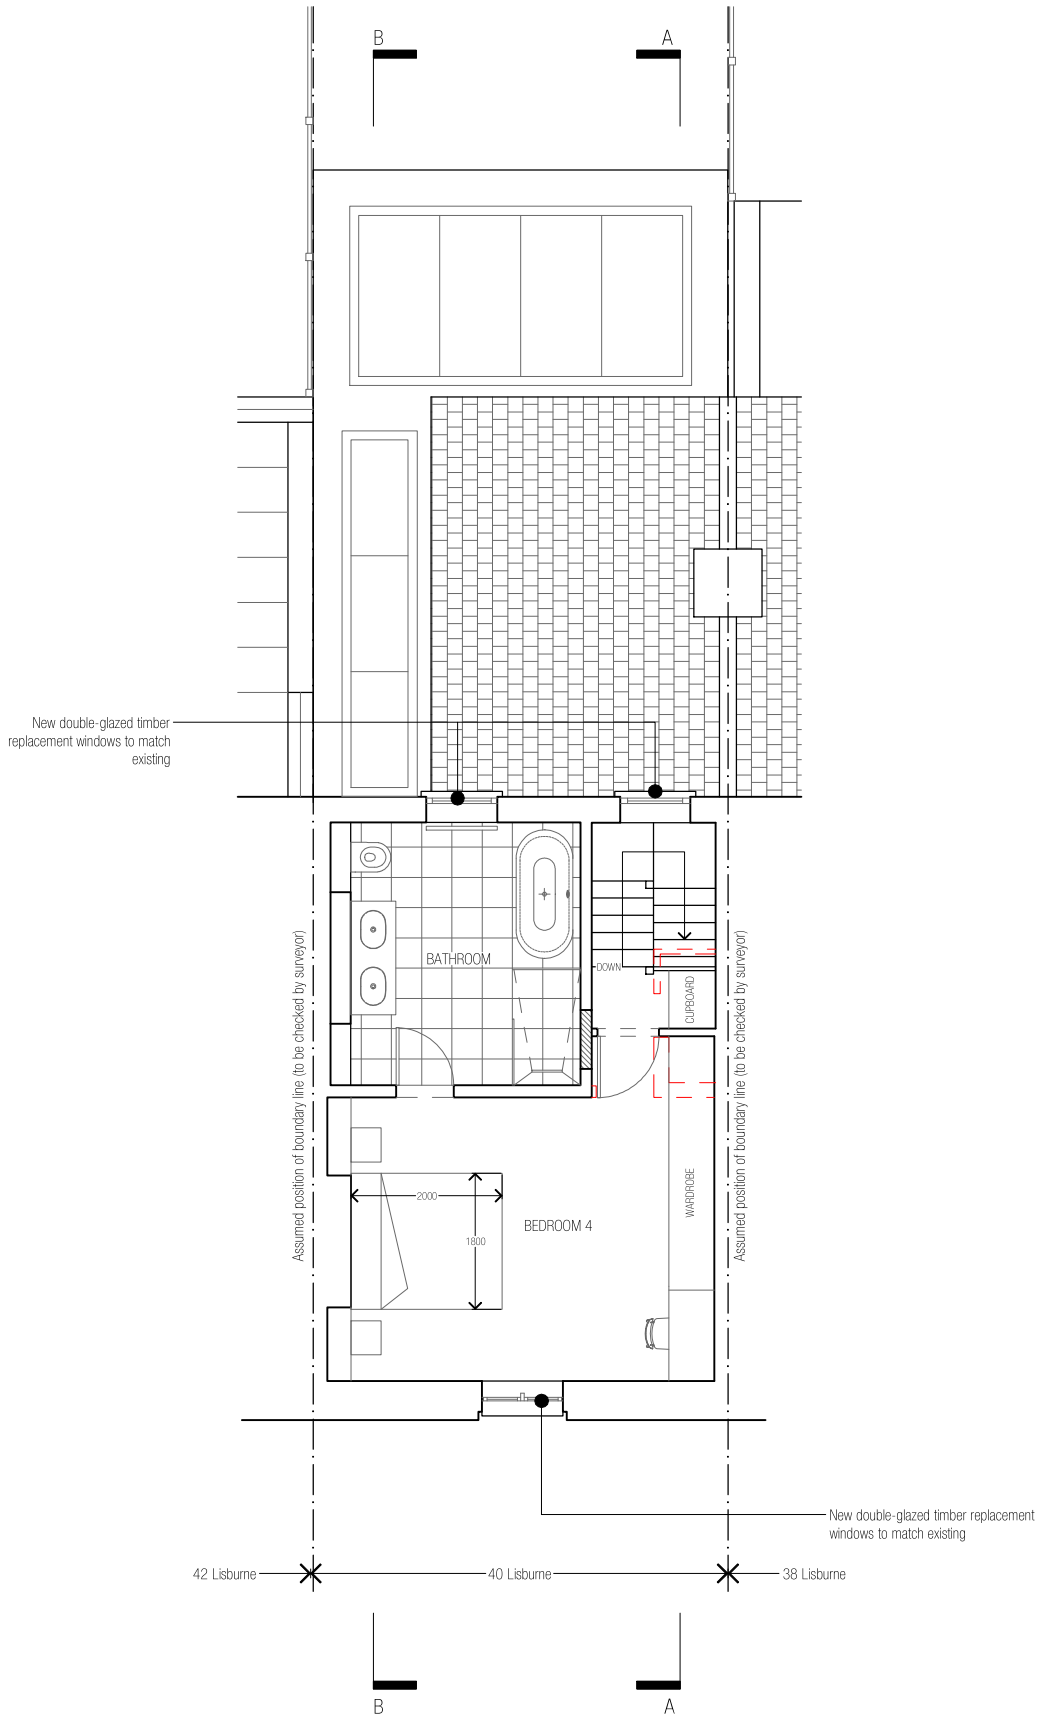 B
A
New double-glazed timber
replacement windows to match
existing
BATHROOM
DOWN
CUPBOARD
Assumed position of boundary line (to be checked by surveyor)
Assumed position of boundary line (to be checked by surveyor)
WARDROBE
2000
BEDROOM 4
1800
New double-glazed timber replacement
windows to match existing
42 Lisburne
40 Lisburne
38 Lisburne
B
A